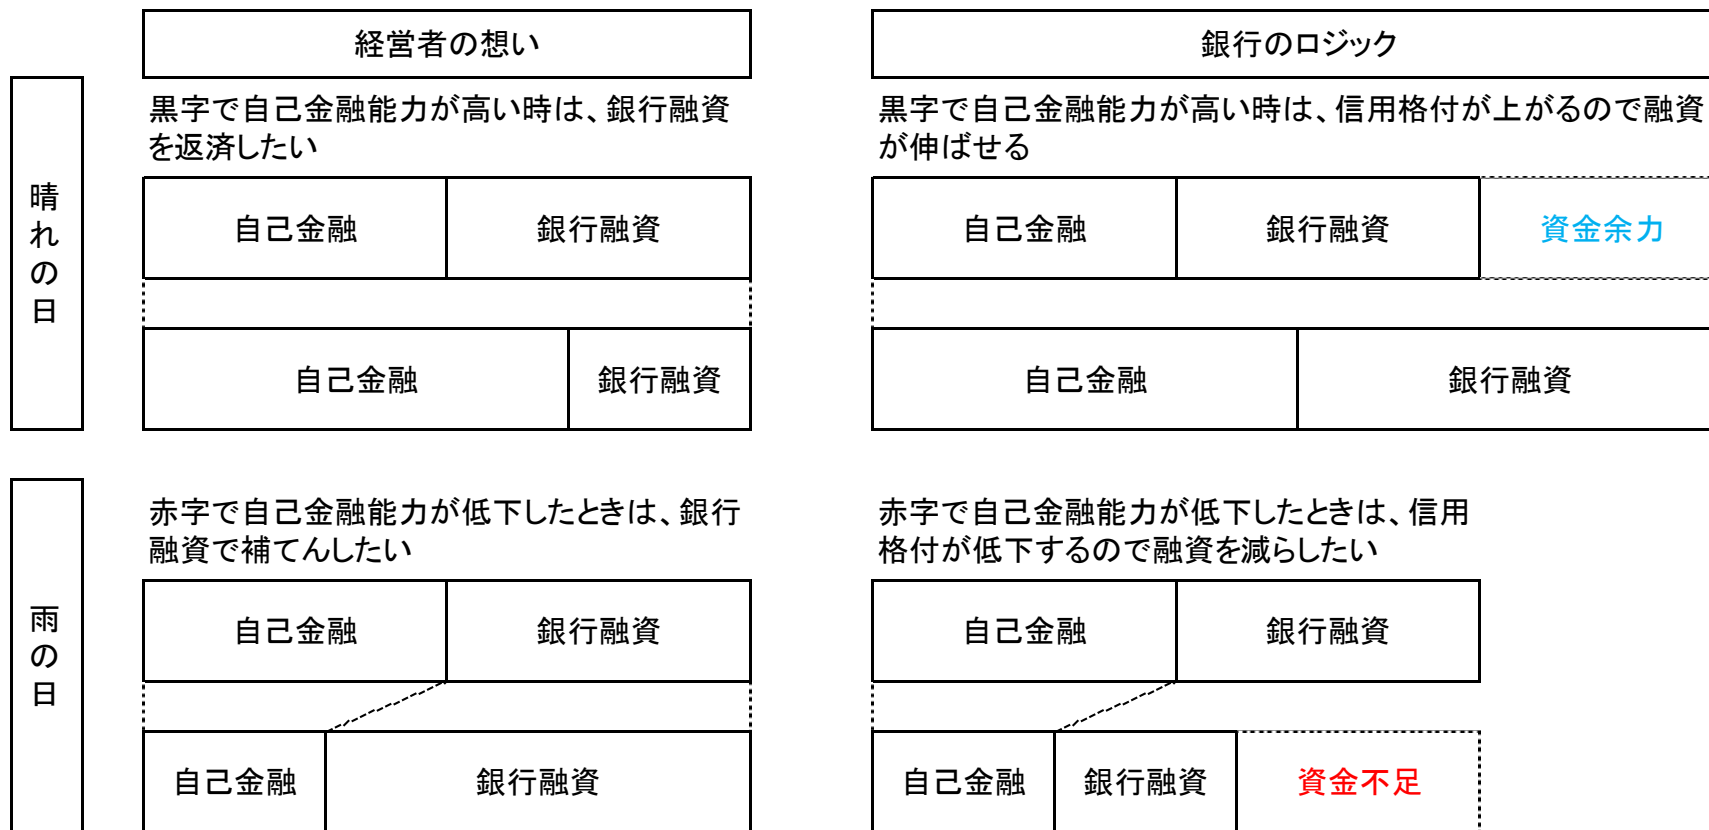 経営者の想い
銀行のロジック
晴れの日
黒字で自己金融能力が高い時は、銀行融資
を返済したい
自己金融
銀行融資
自己金融
銀行融資
黒字で自己金融能力が高い時は、信用格付が上がるので融資
が伸ばせる
自己金融
銀行融資
資金余力
自己金融
銀行融資
雨の日
赤字で自己金融能力が低下したときは、銀行
融資で補てんしたい
自己金融
銀行融資
自己金融
銀行融資
赤字で自己金融能力が低下したときは、信用
格付が低下するので融資を減らしたい
自己金融
銀行融資
自己金融
銀行融資
資金不足